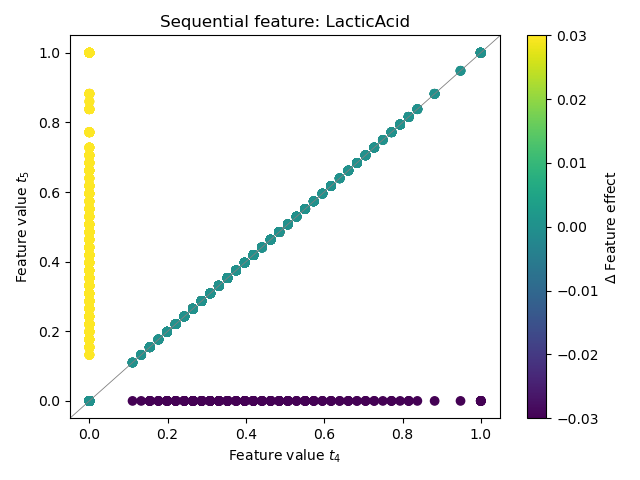 Sequential feature: LacticAcid
1.0
0.8
0.6
0.4
0.2
0.0
Feature value t5
0.0 0.2 0.4 0.6 0.8 1.0
Feature value t4
0.03
0.02
0.01
0.00
−0.01
−0.02
−0.03
Δ Feature effect